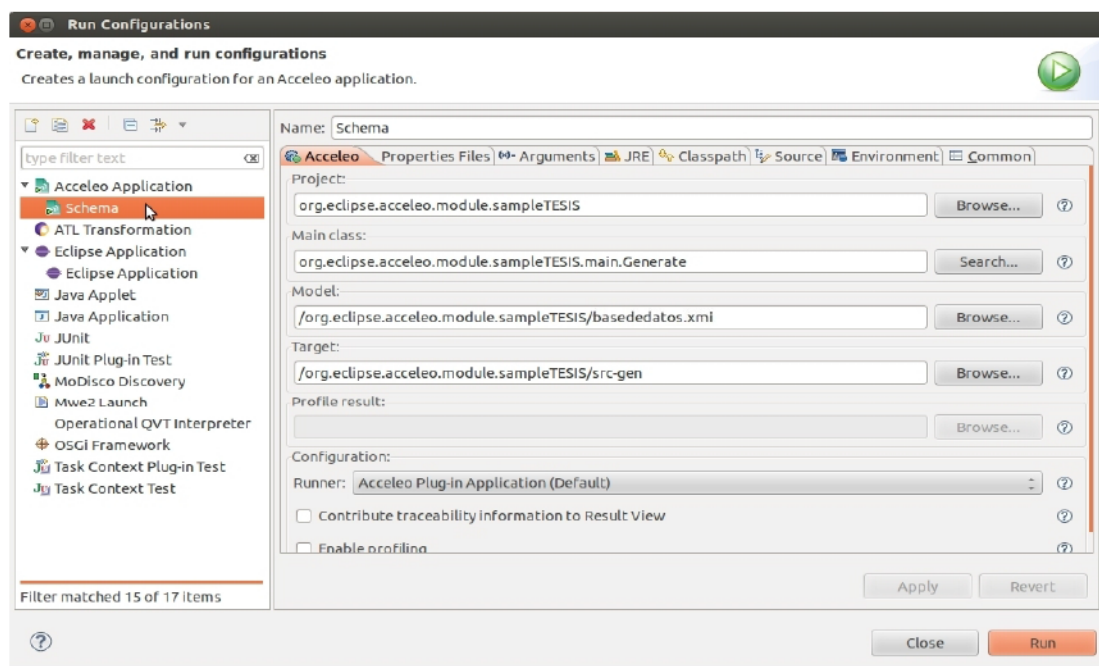 Run Configurations
Create, manage, and run configurations
Creates a launch configuration for an Acceleo application.
type filter text
Acceleo Application
Schema
ATL Transformation
Eclipse Application
Eclipse Application
Java Applet
Java Application
JUnit
JUnit Plug-in Test
MoDisco Discovery
Mwe2 Launch
Operational QVT Interpreter
OSGi Framework
Task Context Plug-in Test
Task Context Test
Filter matched 15 of 17 items
Name: Schema
Acceleo Properties Files Arguments JRE Classpath Source Environment Common
Project:
org.eclipse.acceleo.module.sampleTESIS Browse...
Main class:
org.eclipse.acceleo.module.sampleTESIS.main.Generate Search...
Model:
/org.eclipse.acceleo.module.sampleTESIS/basededatos.xmi Browse...
Target:
/org.eclipse.acceleo.module.sampleTESIS/src-gen Browse...
Profile result:
Browse...
Configuration:
Runner: Acceleo Plug-in Application (Default)
Contribute traceability information to Result View
Enable profiling
Apply Revert
Close Run